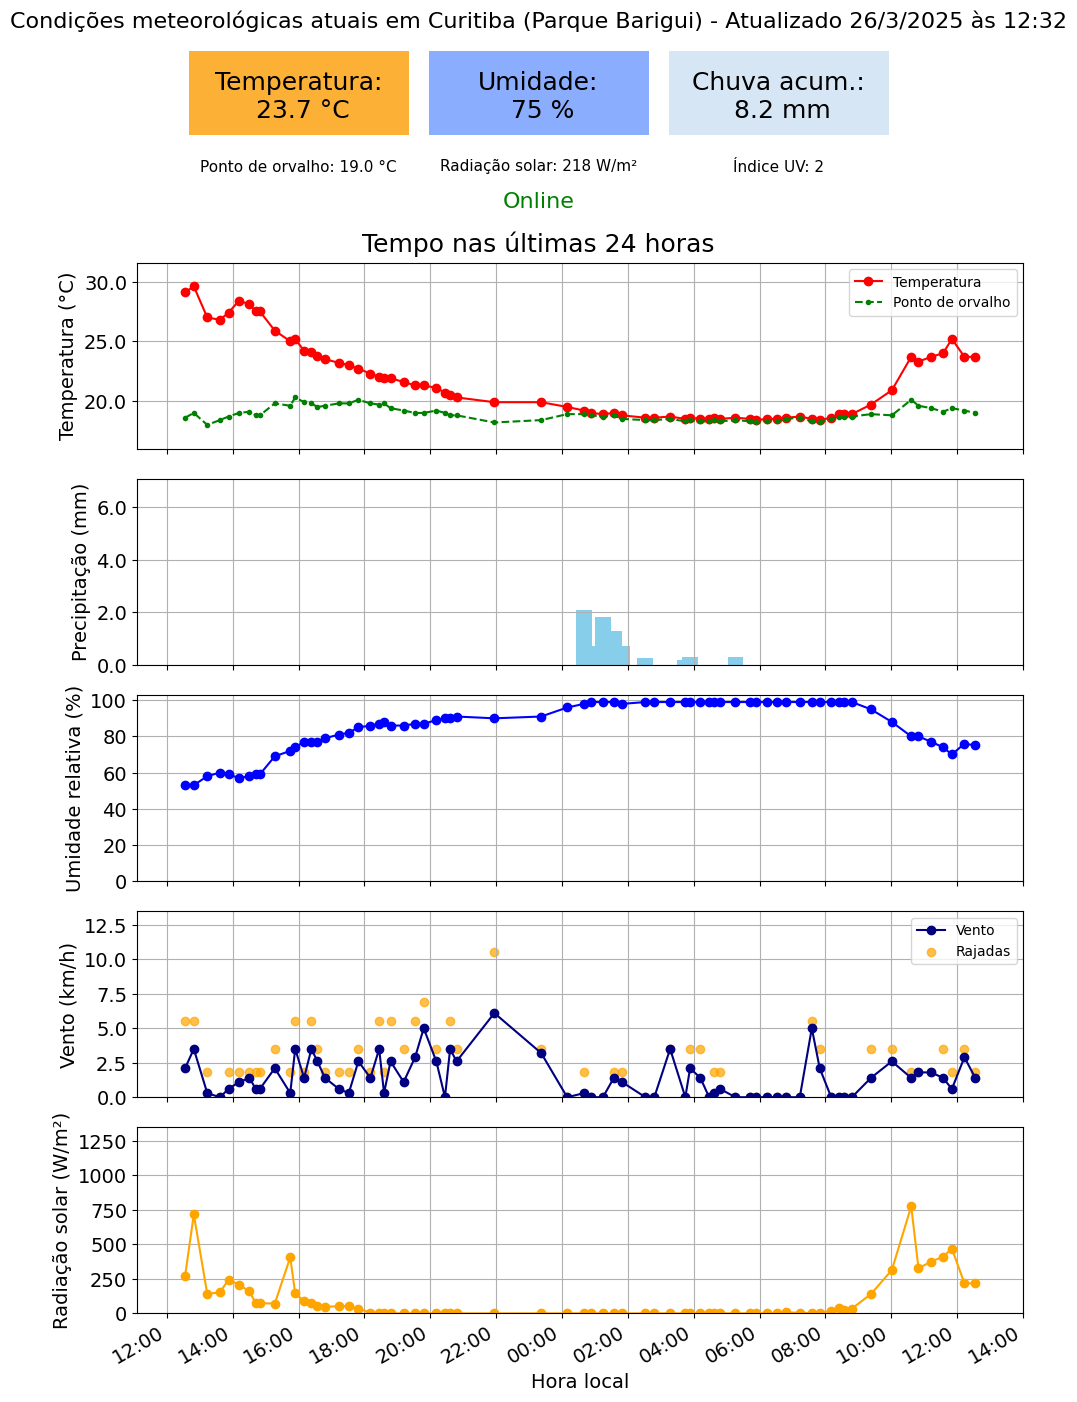 Condições meteorológicas atuais em Curitiba (Parque Barigui) - Atualizado 26/3/2025 às 12:32
Temperatura:
23.7 °C
Umidade:
75 %
Chuva acum.:
8.2 mm
Ponto de orvalho: 19.0 °C
Radiação solar: 218 W/m²
Índice UV: 2
Online
Tempo nas últimas 24 horas
Temperatura (°C)
30.0
25.0
20.0
Temperatura
Ponto de orvalho
Precipitação (mm)
6.0
4.0
2.0
0.0
Umidade relativa (%)
100
80
60
40
20
0
Vento (km/h)
12.5
10.0
7.5
5.0
2.5
0.0
Vento
Rajadas
Radiação solar (W/m²)
1250
1000
750
500
250
0
12:00 14:00 16:00 18:00 20:00 22:00 00:00 02:00 04:00 06:00 08:00 10:00 12:00 14:00
Hora local